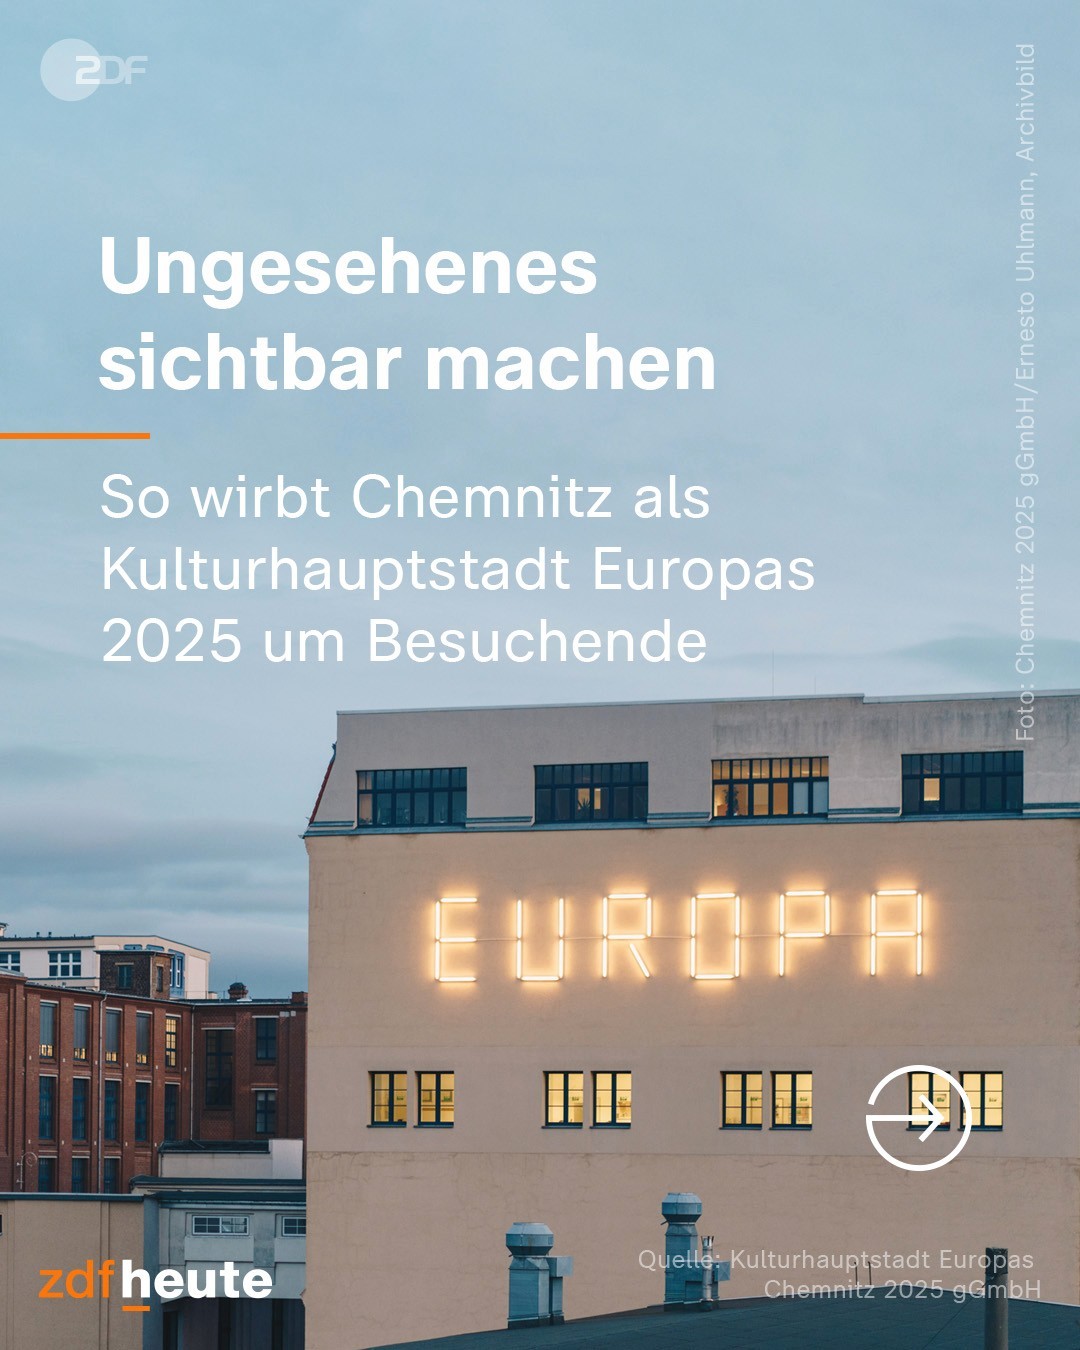 ZDF
Foto: Chemnitz 2025 gGmbH/Ernesto Uhlmann, Archivbild
Ungesehenes
sichtbar machen
So wirbt Chemnitz als
Kulturhauptstadt Europas
2025 um Besuchende
EUROPA
zdfheute
Quelle: Kulturhauptstadt Europas
Chemnitz 2025 gGmbH